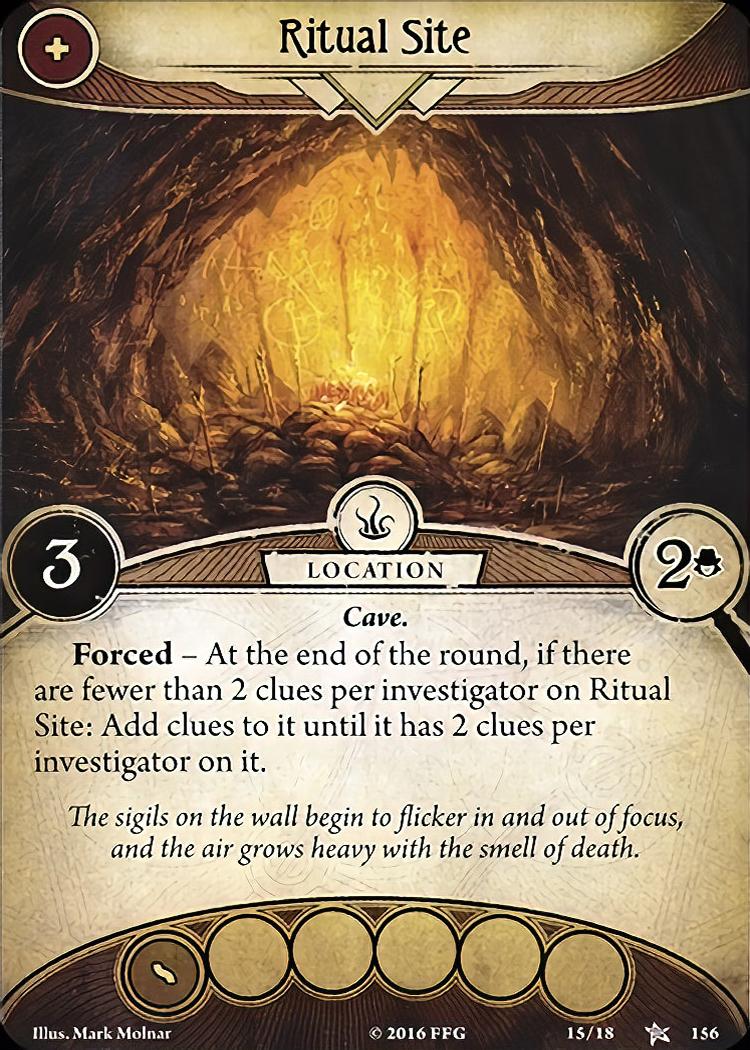 Ritual Site
3
LOCATION
2
Cave.
Forced – At the end of the round, if there
are fewer than 2 clues per investigator on Ritual
Site: Add clues to it until it has 2 clues per
investigator on it.
The sigils on the wall begin to flicker in and out of focus,
and the air grows heavy with the smell of death.
Illus. Mark Molnar
© 2016 FFG
15/18
156